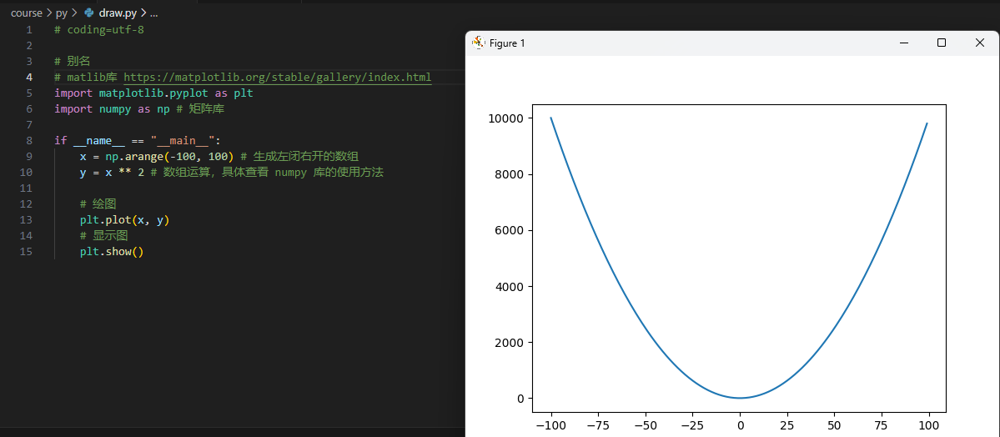 course > py > draw.py > ...
1 # coding=utf-8
2
3 # 别名
4 # matlib库 https://matplotlib.org/stable/gallery/index.html
5 import matplotlib.pyplot as plt
6 import numpy as np # 矩阵库
7
8 if __name__ == "__main__":
9 x = np.arange(-100, 100) # 生成左闭右开的数组
10 y = x ** 2 # 数组运算，具体查看 numpy 库的使用方法
11
12 # 绘图
13 plt.plot(x, y)
14 # 显示图
15 plt.show()
Figure 1
10000
8000
6000
4000
2000
0
−100 −75 −50 −25 0 25 50 75 100